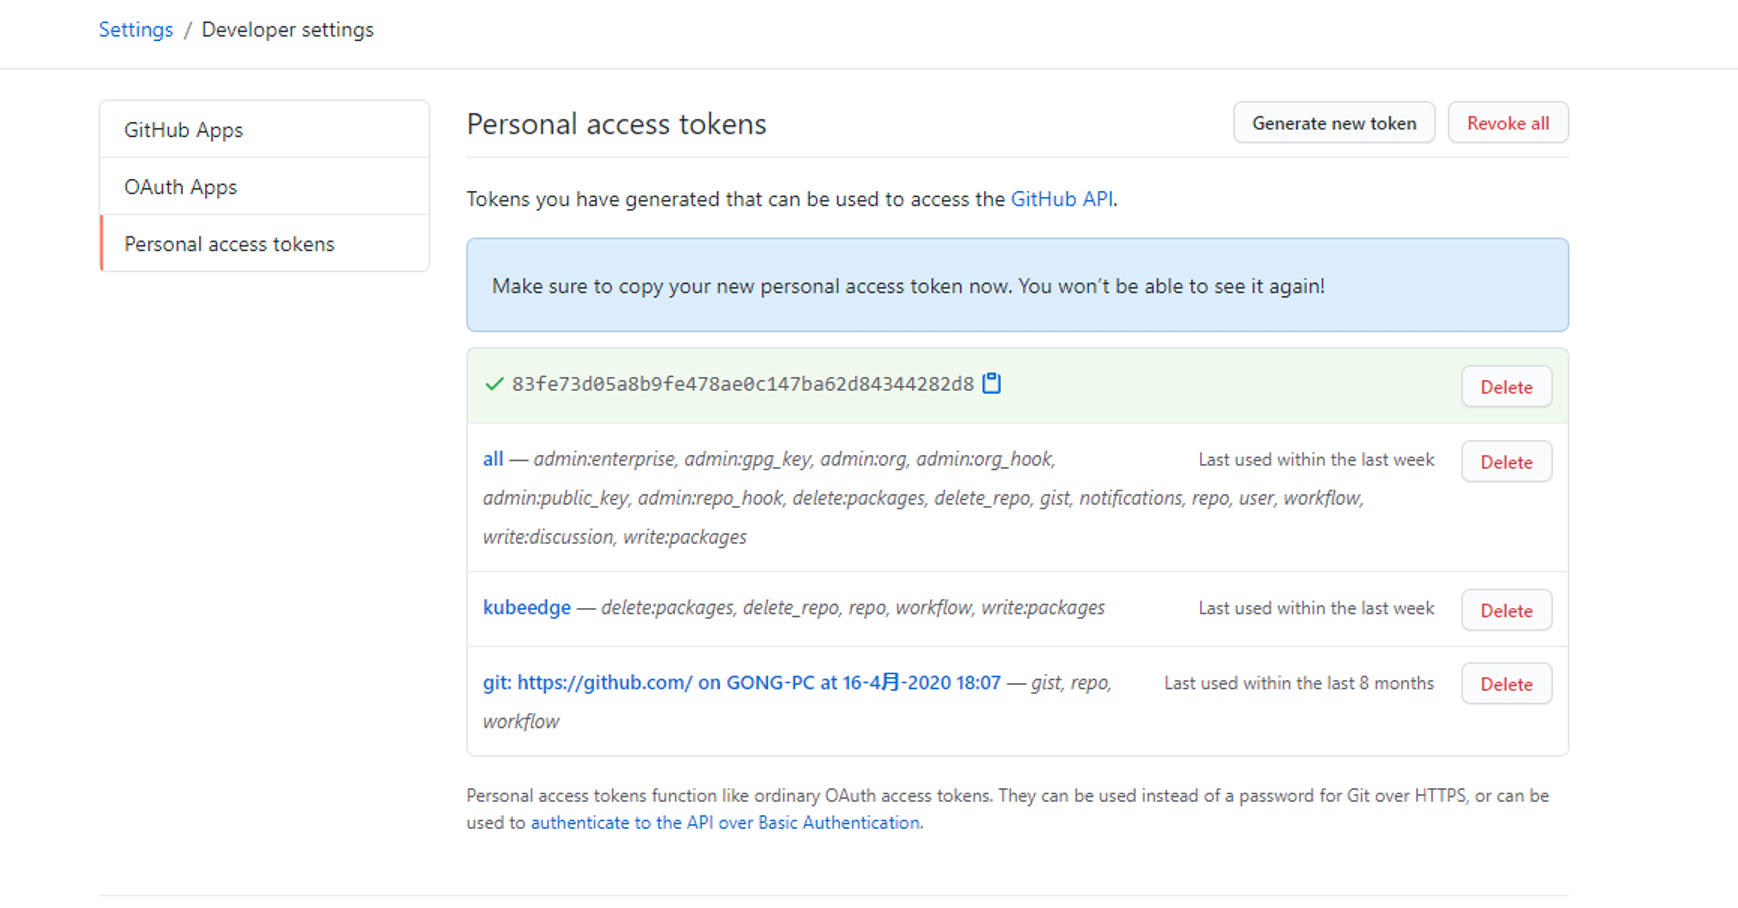 Settings / Developer settings
GitHub Apps
OAuth Apps
Personal access tokens
Personal access tokens
Generate new token
Revoke all
Tokens you have generated that can be used to access the GitHub API.
Make sure to copy your new personal access token now. You won’t be able to see it again!
83fe73d05a8b9fe478ae0c147ba62d84344282d8
Delete
all — admin:enterprise, admin:gpg_key, admin:org, admin:org_hook,
Last used within the last week
Delete
admin:public_key, admin:repo_hook, delete:packages, delete_repo, gist, notifications, repo, user, workflow,
write:discussion, write:packages
kubeedge — delete:packages, delete_repo, repo, workflow, write:packages
Last used within the last week
Delete
git: https://github.com/ on GONG-PC at 16-4月-2020 18:07 — gist, repo,
Last used within the last 8 months
Delete
workflow
Personal access tokens function like ordinary OAuth access tokens. They can be used instead of a password for Git over HTTPS, or can be
used to authenticate to the API over Basic Authentication.